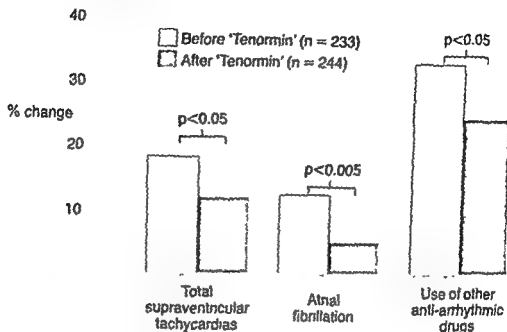 40
Before 'Tenormin' (n = 233)
After 'Tenormin' (n = 244)
p<0.05
30
% change
p<0.05
20
p<0.005
10
Total
supraventricular
tachycardias
Atnal
fibrillation
Use of other
anti-arrhythmic
drugs